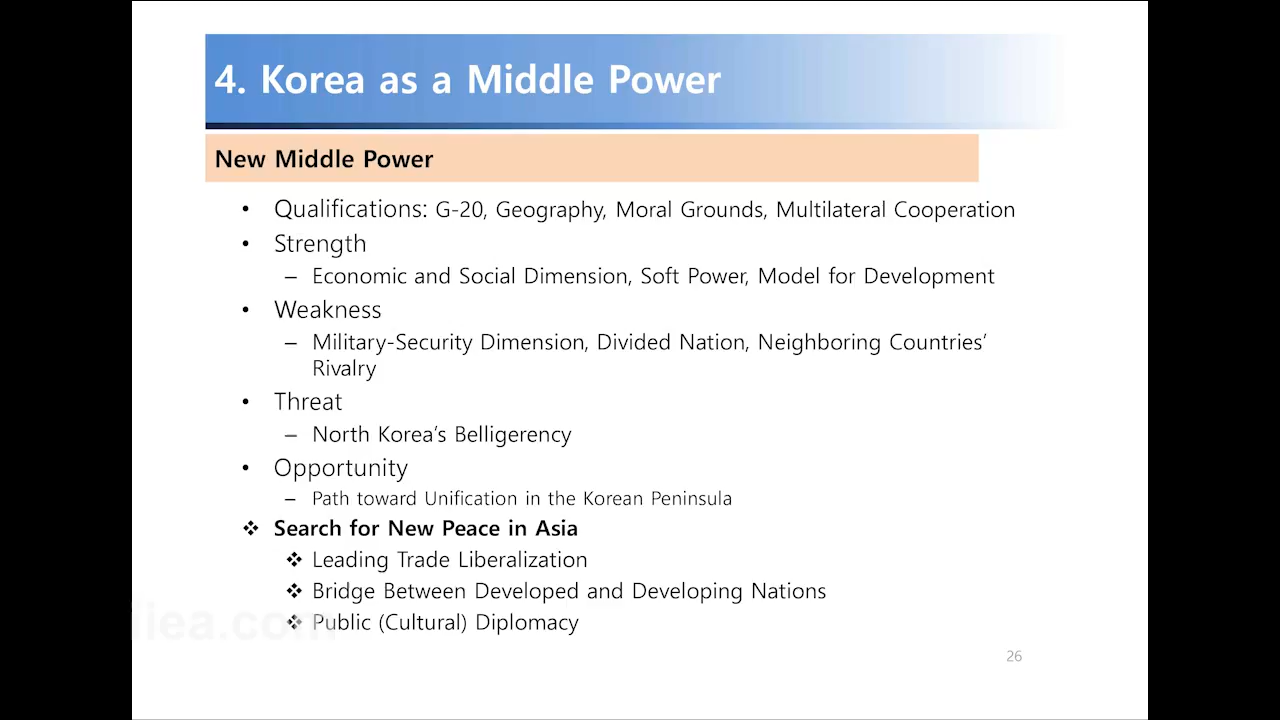 4. Korea as a Middle Power
New Middle Power
• Qualifications: G-20, Geography, Moral Grounds, Multilateral Cooperation
• Strength
– Economic and Social Dimension, Soft Power, Model for Development
• Weakness
– Military-Security Dimension, Divided Nation, Neighboring Countries’
Rivalry
• Threat
– North Korea’s Belligerency
• Opportunity
– Path toward Unification in the Korean Peninsula
❖ Search for New Peace in Asia
❖ Leading Trade Liberalization
❖ Bridge Between Developed and Developing Nations
❖ Public (Cultural) Diplomacy
iiea.com
26